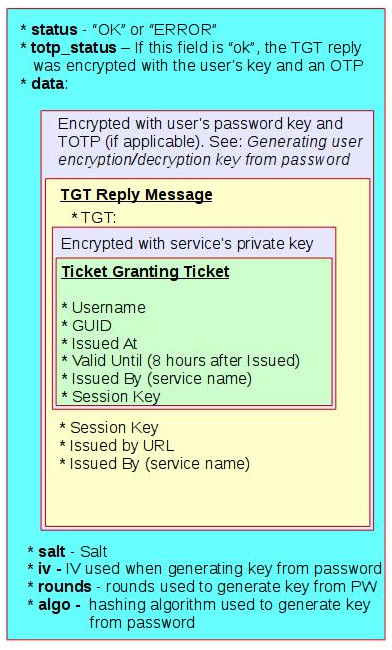 * status - “OK” or “ERROR”
* totp_status – If this field is “ok”, the TGT reply
was encrypted with the user's key and an OTP
* data:
Encrypted with user's password key and
TOTP (if applicable). See: Generating user
encryption/decryption key from password
TGT Reply Message
* TGT:
Encrypted with service's private key
Ticket Granting Ticket
* Username
* GUID
* Issued At
* Valid Until (8 hours after Issued)
* Issued By (service name)
* Session Key
* Session Key
* Issued by URL
* Issued By (service name)
* salt - Salt
* iv - IV used when generating key from password
* rounds - rounds used to generate key from PW
* algo - hashing algorithm used to generate key
from password